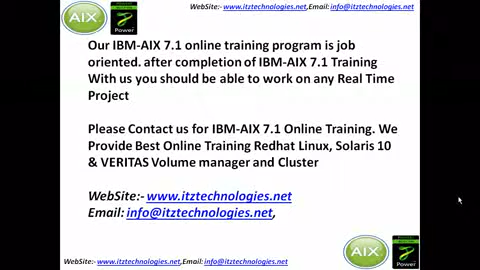 WebSite:- www.itztechnologies.net,Email: info@itztechnologies.net.
AIX
Power
Our IBM-AIX 7.1 online training program is job
oriented. after completion of IBM-AIX 7.1 Training
With us you should be able to work on any Real Time
Project
Please Contact us for IBM-AIX 7.1 Online Training. We
Provide Best Online Training Redhat Linux, Solaris 10
& VERITAS Volume manager and Cluster
WebSite:- www.itztechnologies.net
Email: info@itztechnologies.net,
WebSite:- www.itztechnologies.net,Email: info@itztechnologies.net
AIX
Power